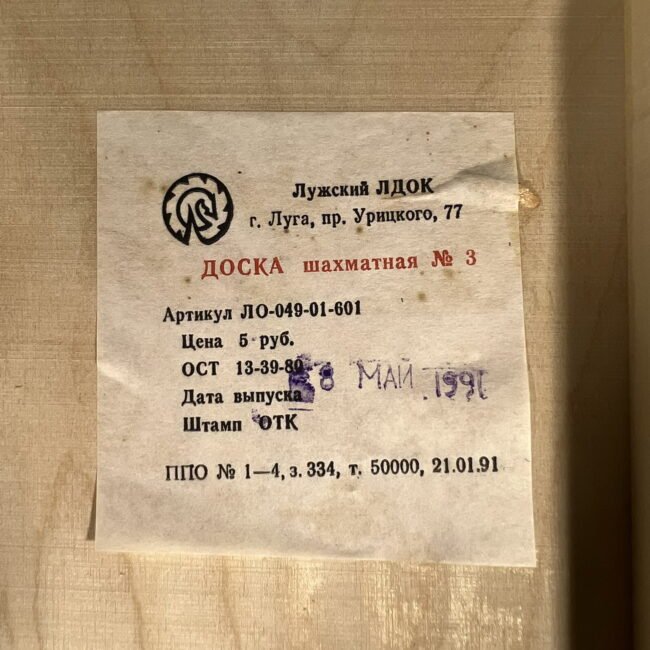 Лужский ЛДОК
г. Луга, пр. Урицкого, 77
ДОСКА шахматная № 3
Артикул ЛО-049-01-601
Цена 5 руб.
ОСТ 13-39-80
Дата выпуска 8 МАЙ 1991
Штамп ОТК
ППО № 1—4, з. 334, т. 50000, 21.01.91